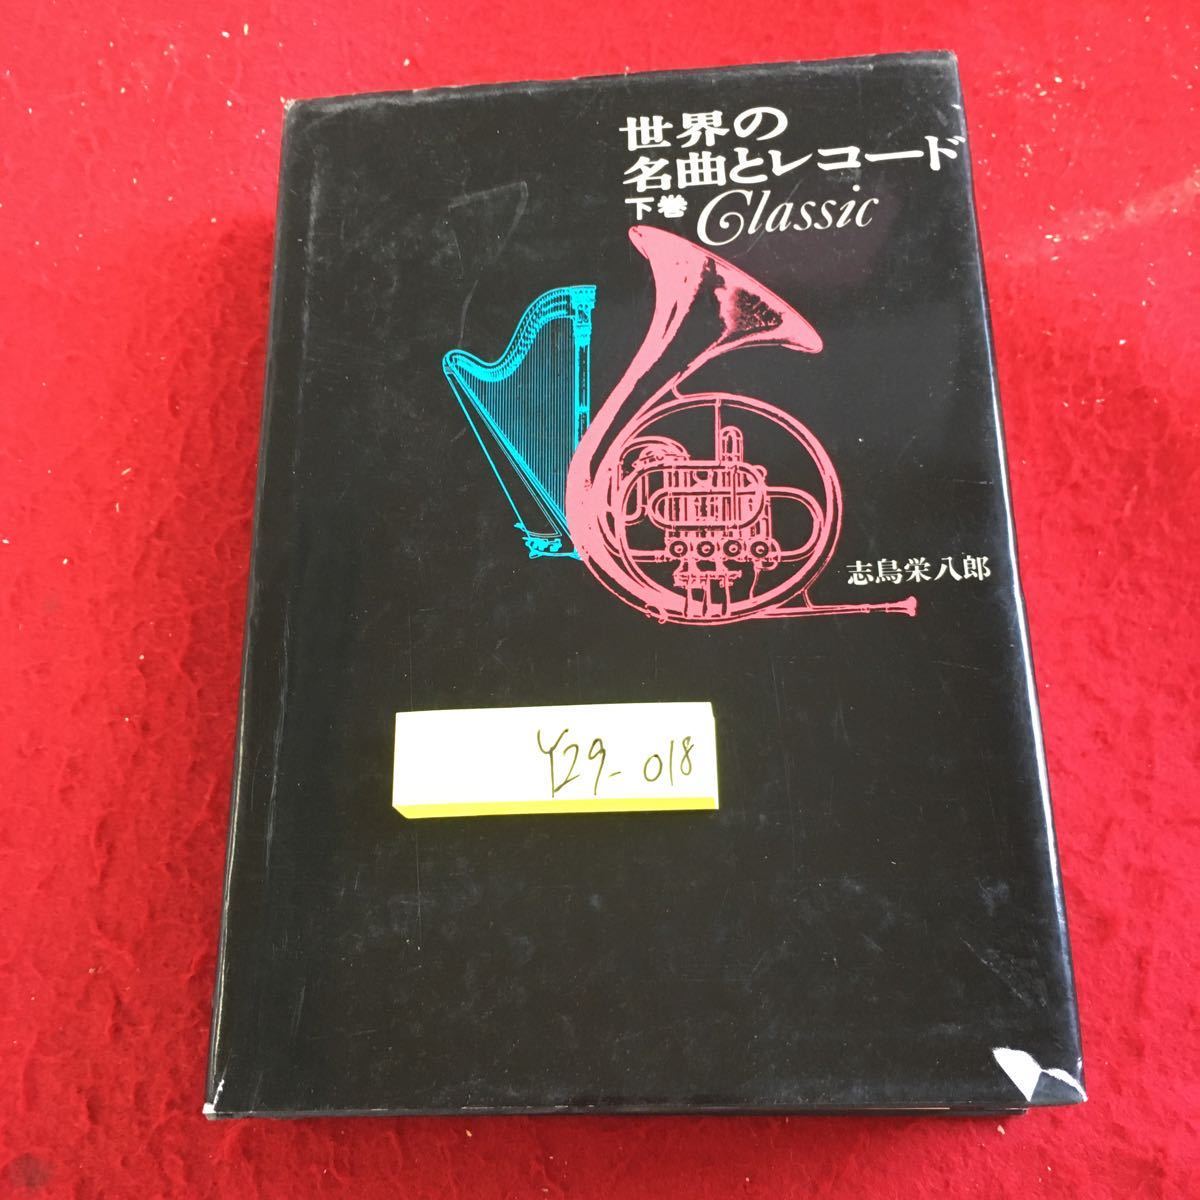 世界の
名曲とレコード
下巻 Classic
志鳥栄八郎
Y29-018